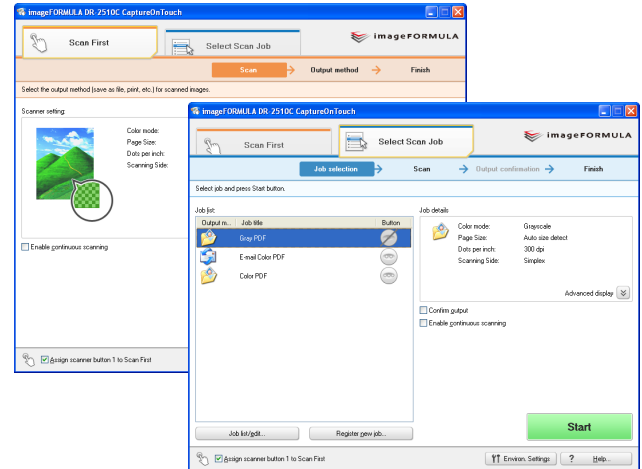 imageFORMULA DR-2510C CaptureOnTouch
Scan First
Select Scan Job
imageFORMULA
Scan
Output method
Finish
Select the output method (save as file, print, etc.) for scanned images.
Scanner setting:
Color mode:
Page Size:
Dots per inch:
Scanning Side:
Enable continuous scanning
Assign scanner button 1 to Scan First
imageFORMULA DR-2510C CaptureOnTouch
Scan First
Select Scan Job
imageFORMULA
Job selection
Scan
Output confirmation
Finish
Select job and press Start button.
Job list:
Output m... Job title Button
Gray PDF
E-mail Color PDF
Color PDF
Job details
Color mode: Grayscale
Page Size: Auto size detect
Dots per inch: 300 dpi
Scanning Side: Simplex
Advanced display
Confirm output
Enable continuous scanning
Job list/edit...
Register new job...
Start
Assign scanner button 1 to Scan First
Environ. Settings
? Help...